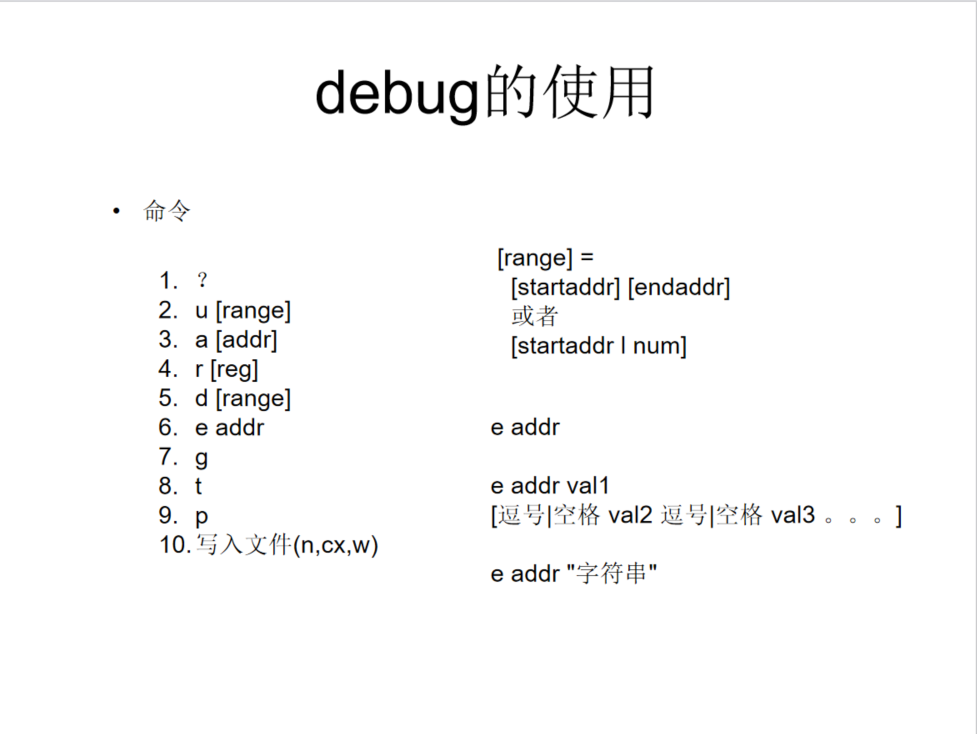 debug的使用
• 命令
1. ？
2. u [range]
3. a [addr]
4. r [reg]
5. d [range]
6. e addr
7. g
8. t
9. p
10. 写入文件(n,cx,w)
[range] =
[startaddr] [endaddr]
或者
[startaddr l num]
e addr
e addr val1
[逗号|空格 val2 逗号|空格 val3 。。。]
e addr "字符串"